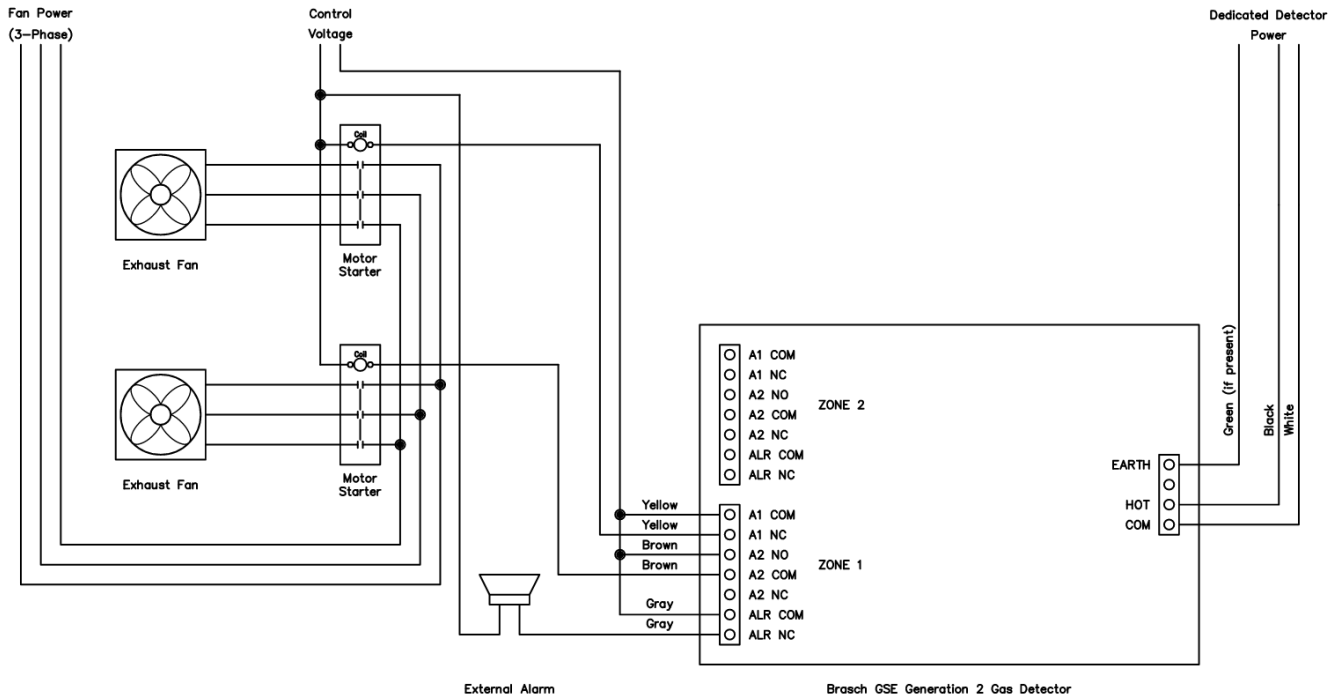 Fan Power
(3-Phase)
Control
Voltage
Dedicated Detector
Power
Coil
Exhaust Fan
Motor
Starter
Coil
Exhaust Fan
Motor
Starter
Green (if present)
Black
White
A1 COM
A1 NC
A2 NO
A2 COM
A2 NC
ALR COM
ALR NC
ZONE 2
EARTH
HOT
COM
Yellow
Yellow
Brown
Brown
Gray
Gray
A1 COM
A1 NC
A2 NO
A2 COM
A2 NC
ALR COM
ALR NC
ZONE 1
External Alarm
Brasch GSE Generation 2 Gas Detector